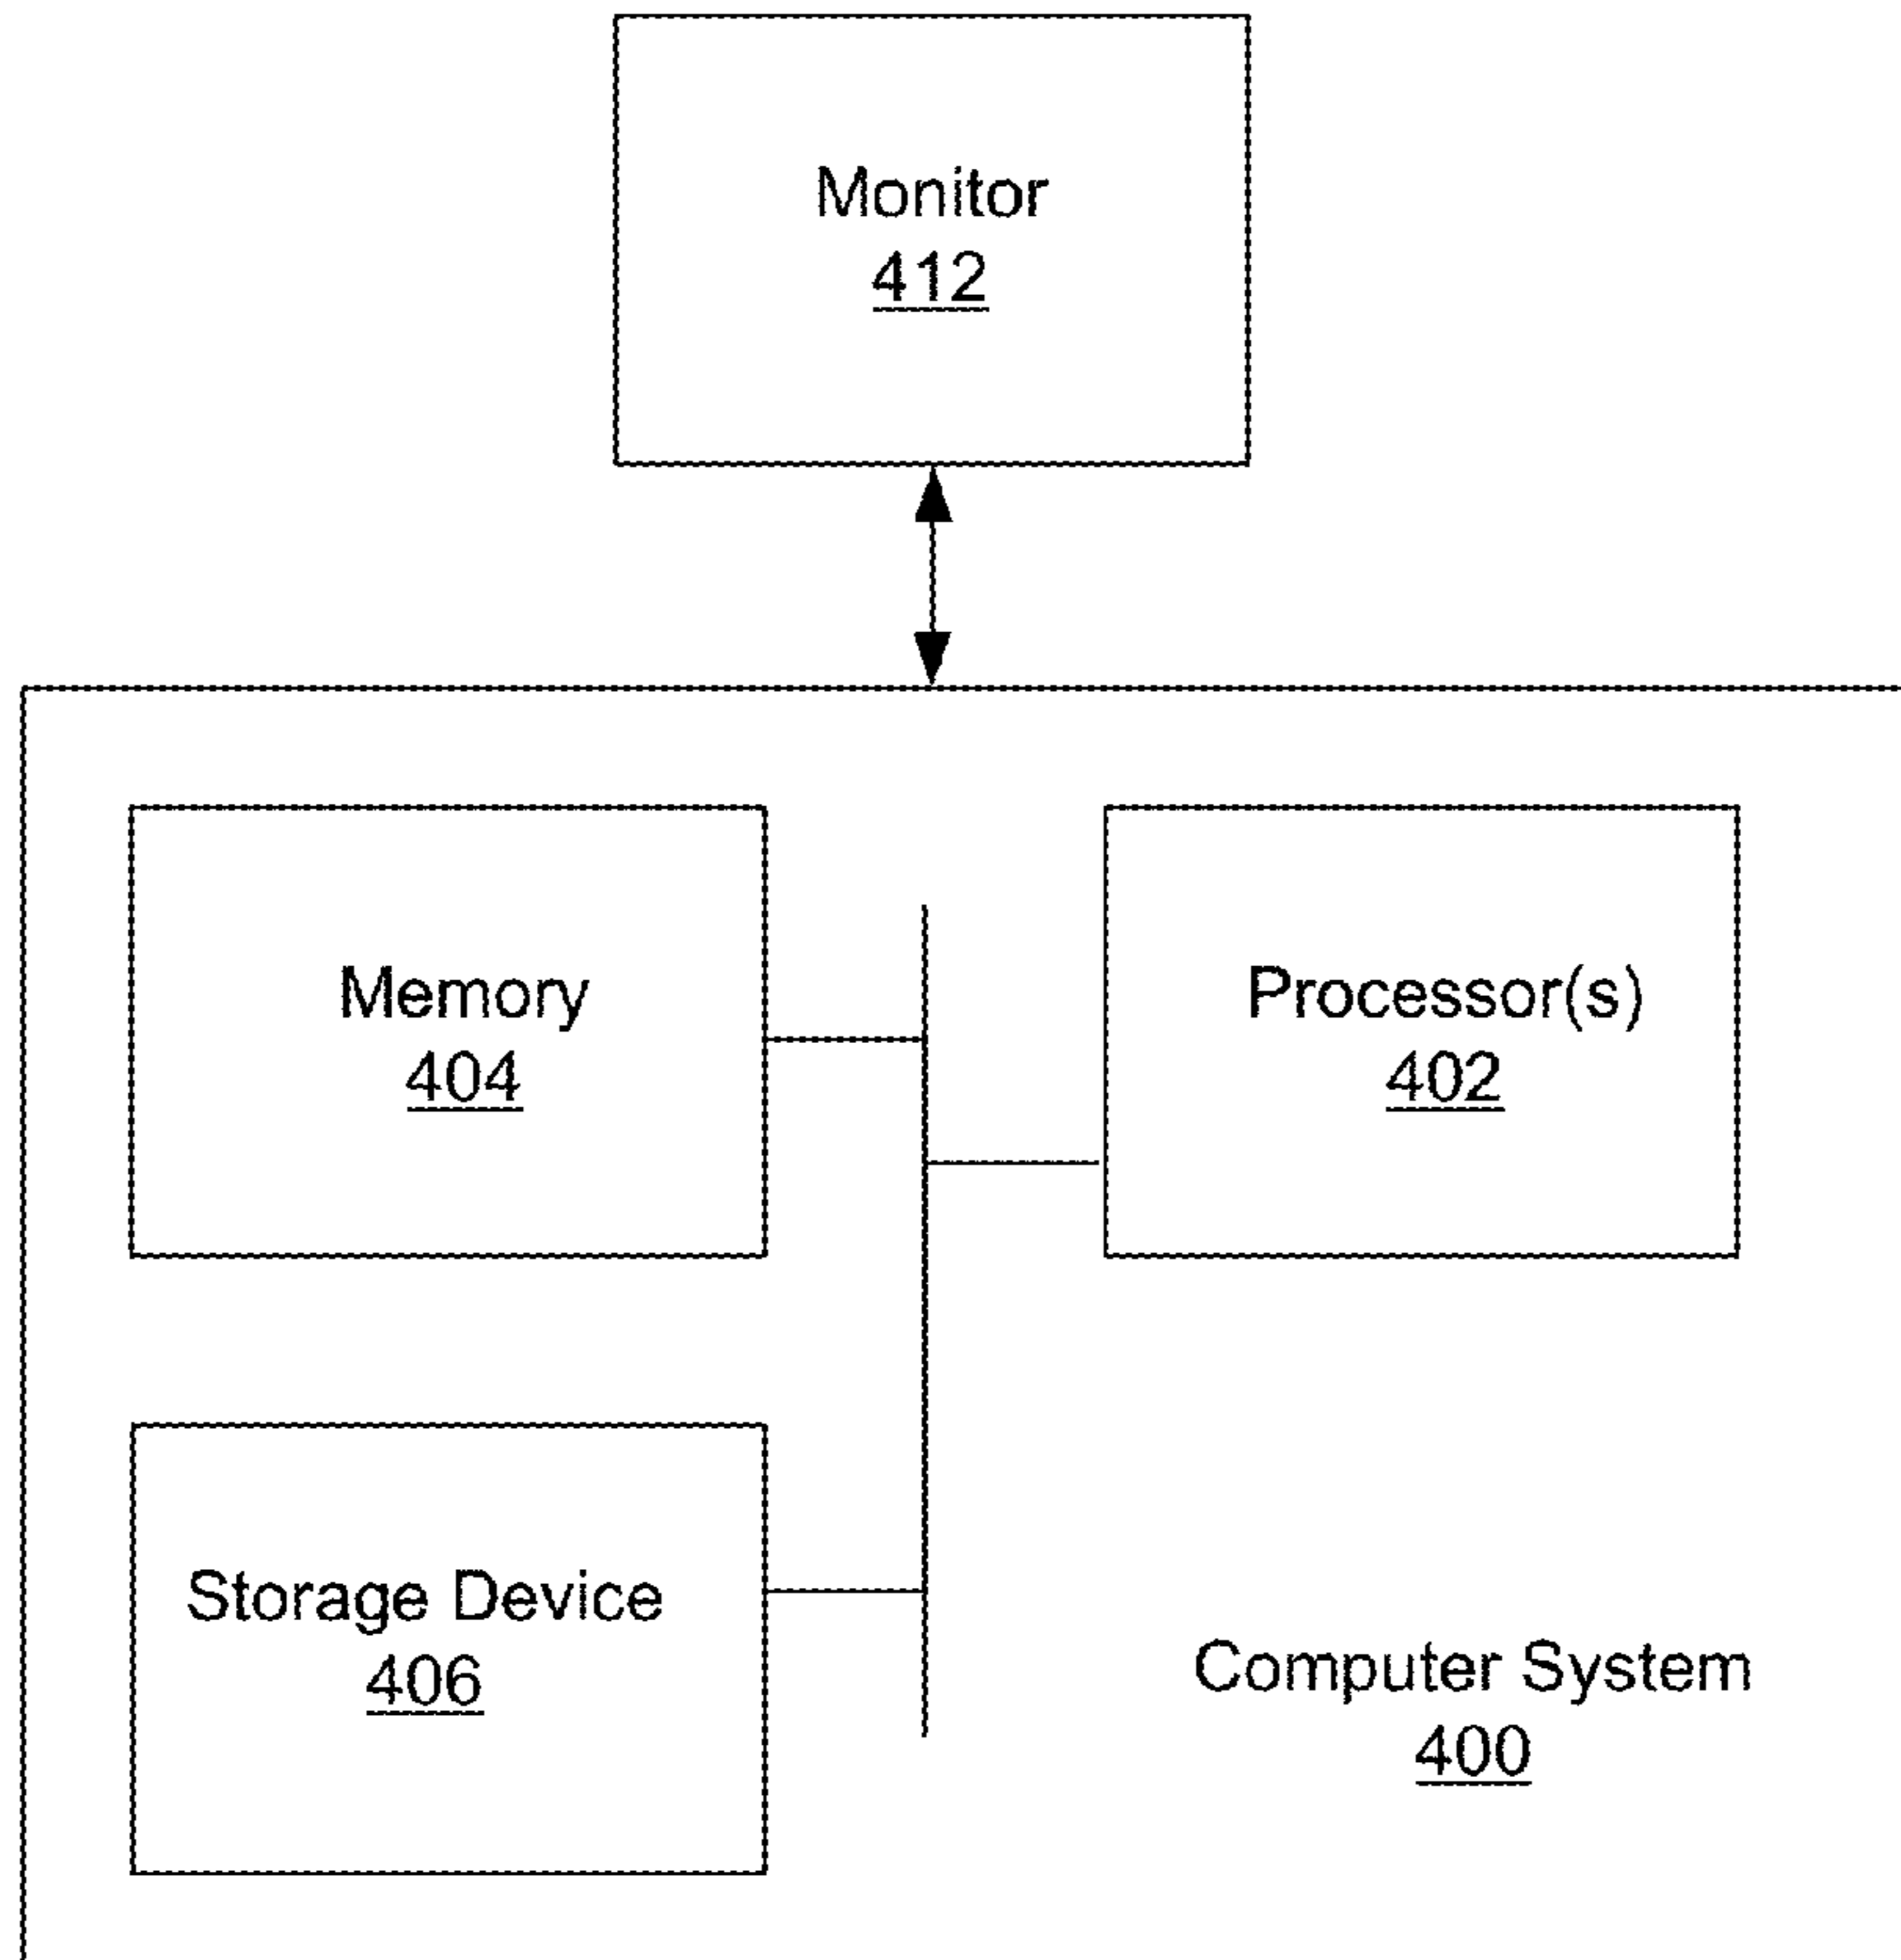 Monitor
412
Memory
404
Processor(s)
402
Storage Device
406
Computer System
400